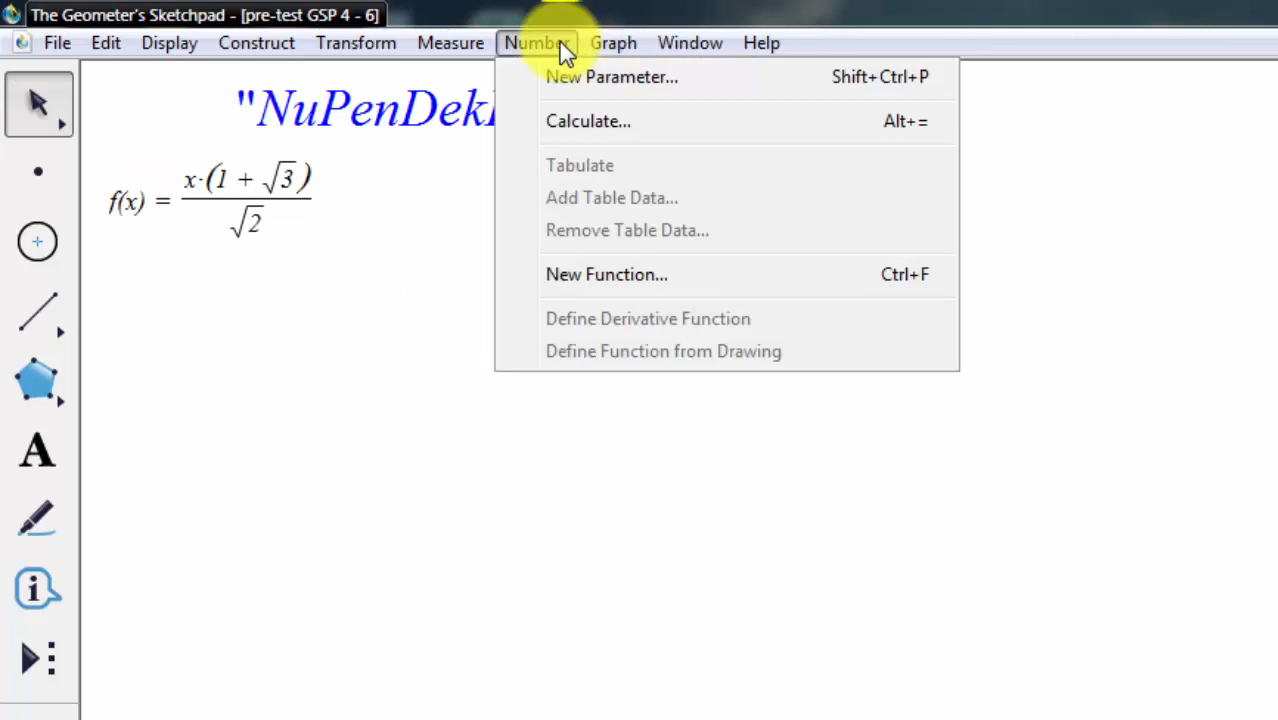 The Geometer's Sketchpad - [pre-test GSP 4 - 6]
File Edit Display Construct Transform Measure Number Graph Window Help
New Parameter... Shift+Ctrl+P
Calculate... Alt+=
Tabulate
Add Table Data...
Remove Table Data...
New Function... Ctrl+F
Define Derivative Function
Define Function from Drawing
"NuPenDek
f(x) = x·(1 + √3) / √2
A
i